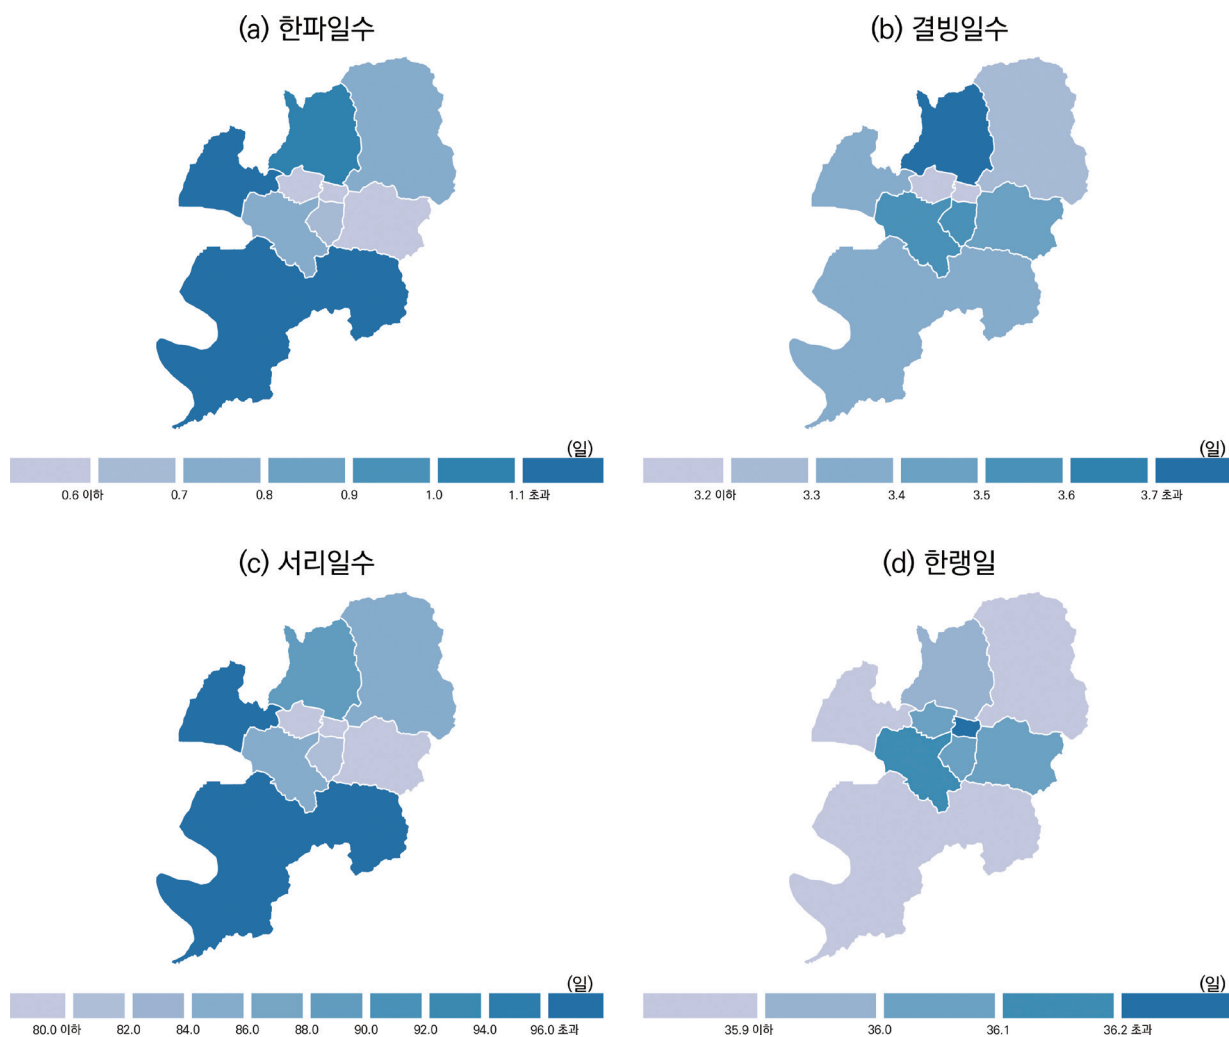 (a) 한파일수
(b) 결빙일수
(일)
0.6 이하 0.7 0.8 0.9 1.0 1.1 초과
(일)
3.2 이하 3.3 3.4 3.5 3.6 3.7 초과
(c) 서리일수
(d) 한랭일
(일)
80.0 이하 82.0 84.0 86.0 88.0 90.0 92.0 94.0 96.0 초과
(일)
35.9 이하 36.0 36.1 36.2 초과